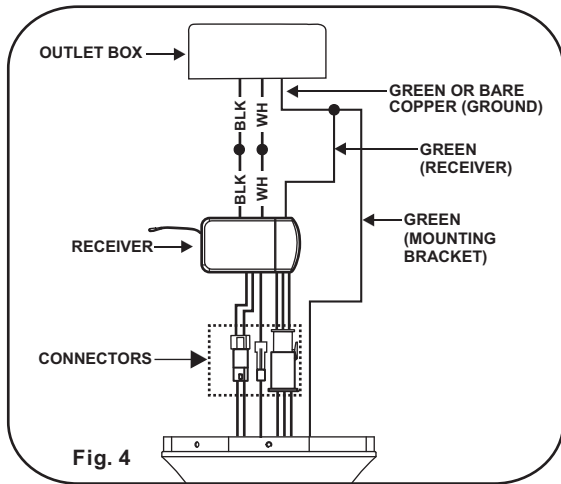 OUTLET BOX
GREEN OR BARE
COPPER (GROUND)
BLK
WH
GREEN
(RECEIVER)
BLK
WH
GREEN
(MOUNTING
BRACKET)
RECEIVER
CONNECTORS
Fig. 4